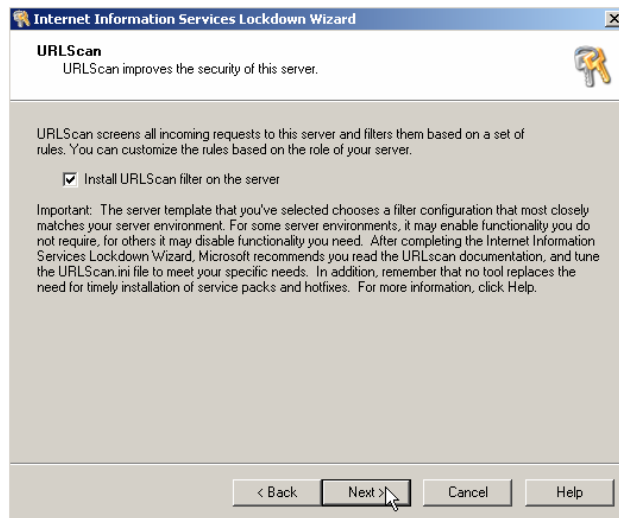 Internet Information Services Lockdown Wizard
URLScan
URLScan improves the security of this server.
URLScan screens all incoming requests to this server and filters them based on a set of
rules. You can customize the rules based on the role of your server.
Install URLScan filter on the server
Important: The server template that you've selected chooses a filter configuration that most closely
matches your server environment. For some server environments, it may enable functionality you do
not require, for others it may disable functionality you need. After completing the Internet Information
Services Lockdown Wizard, Microsoft recommends you read the URLscan documentation, and tune
the URLScan.ini file to meet your specific needs. In addition, remember that no tool replaces the
need for timely installation of service packs and hotfixes. For more information, click Help.
< Back Next > Cancel Help